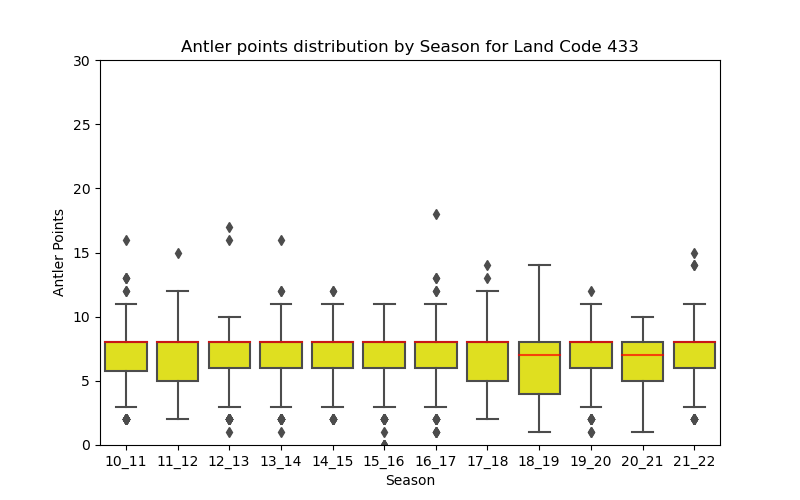 Antler points distribution by Season for Land Code 433
30
25
20
15
10
5
0
Antler Points
10_11 11_12 12_13 13_14 14_15 15_16 16_17 17_18 18_19 19_20 20_21 21_22
Season